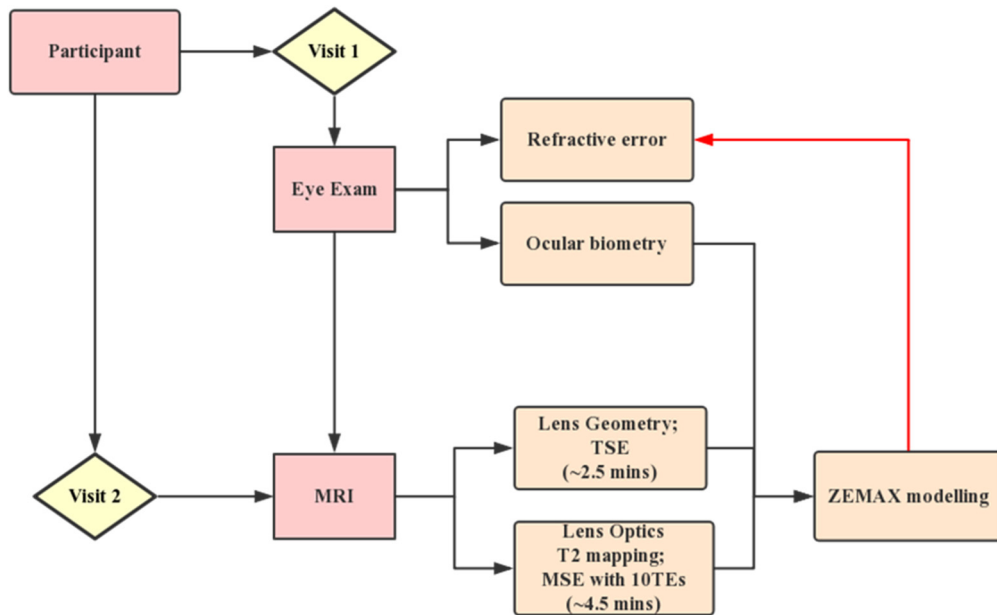 Participant
Visit 1
Refractive error
Eye Exam
Ocular biometry
Lens Geometry;
TSE
(~2.5 mins)
Visit 2
MRI
ZEMAX modelling
Lens Optics
T2 mapping;
MSE with 10TEs
(~4.5 mins)